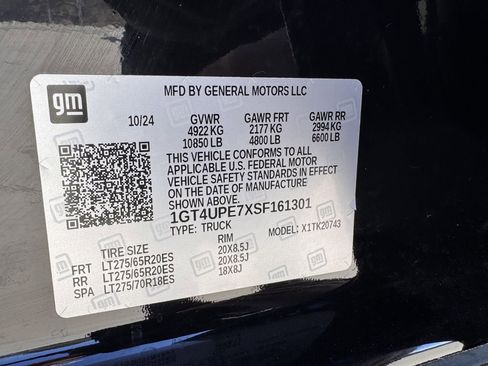 gm
MFD BY GENERAL MOTORS LLC
10/24 GVWR GAWR FRT GAWR RR
4922 KG 2177 KG 2994 KG
10850 LB 4800 LB 6600 LB
THIS VEHICLE CONFORMS TO ALL
APPLICABLE U.S. FEDERAL MOTOR
VEHICLE SAFETY STANDARDS IN EFFECT
ON THE DATE OF MANUFACTURE
SHOWN ABOVE.
1GT4UPE7XSF161301
TYPE: TRUCK MODEL: X1TK20743
TIRE SIZE RIM
FRT LT275/65R20ES 20X8.5J
RR LT275/65R20ES 20X8.5J
SPA LT275/70R18ES 18X8J